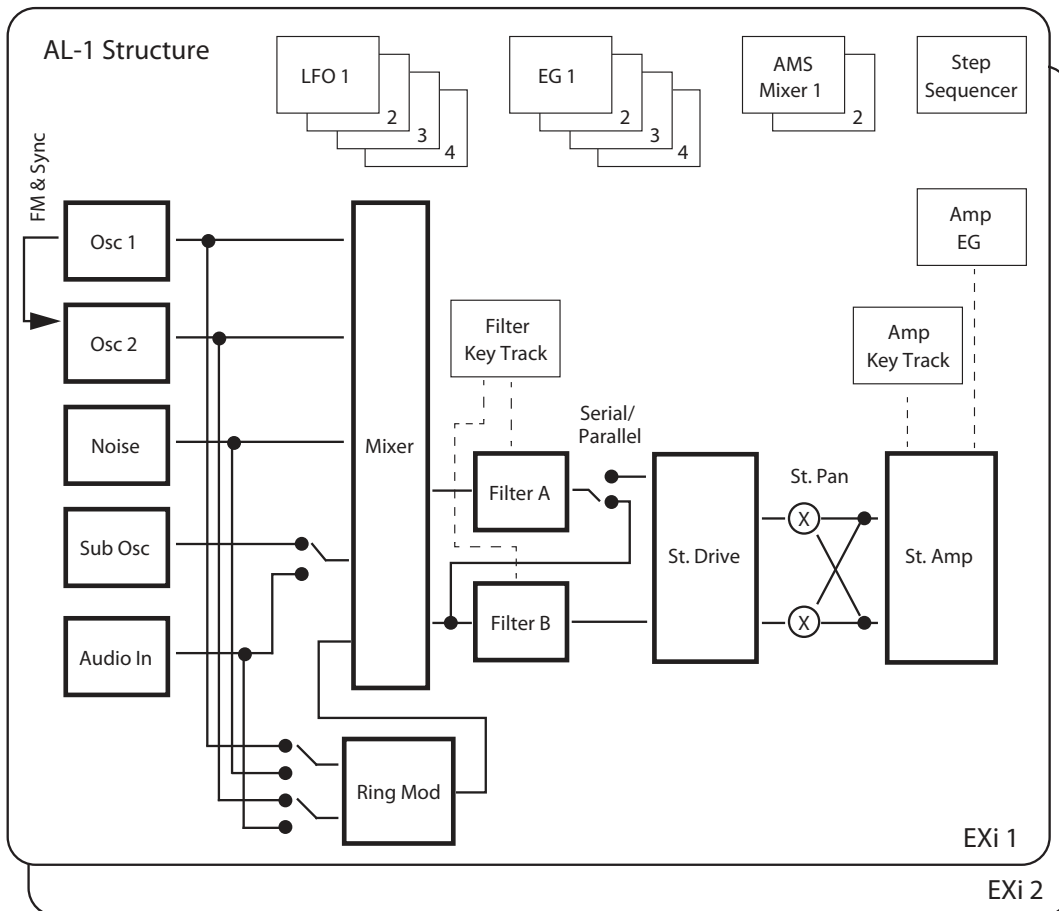 AL-1 Structure
LFO 1
2
3
4
EG 1
2
3
4
AMS
Mixer 1
2
Step
Sequencer
FM & Sync
Osc 1
Osc 2
Noise
Sub Osc
Audio In
Mixer
Ring Mod
Filter
Key Track
Filter A
Filter B
Serial/
Parallel
St. Drive
St. Pan
X
X
Amp
Key Track
Amp
EG
St. Amp
EXi 1
EXi 2